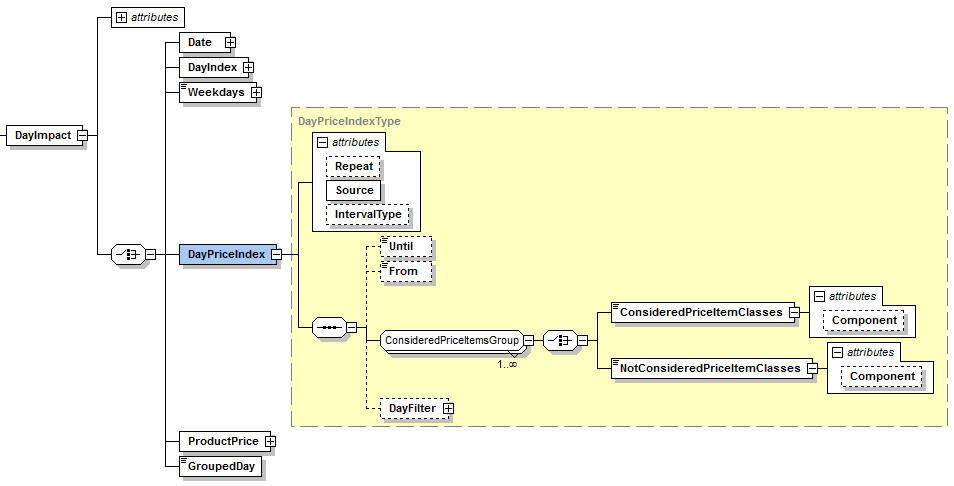 attributes
Date
DayIndex
Weekdays
DayImpact
DayPriceIndexType
attributes
Repeat
Source
IntervalType
Until
DayPriceIndex
From
attributes
ConsideredPriceItemClasses
Component
ConsideredPriceItemsGroup
1..∞
attributes
NotConsideredPriceItemClasses
Component
DayFilter
ProductPrice
GroupedDay